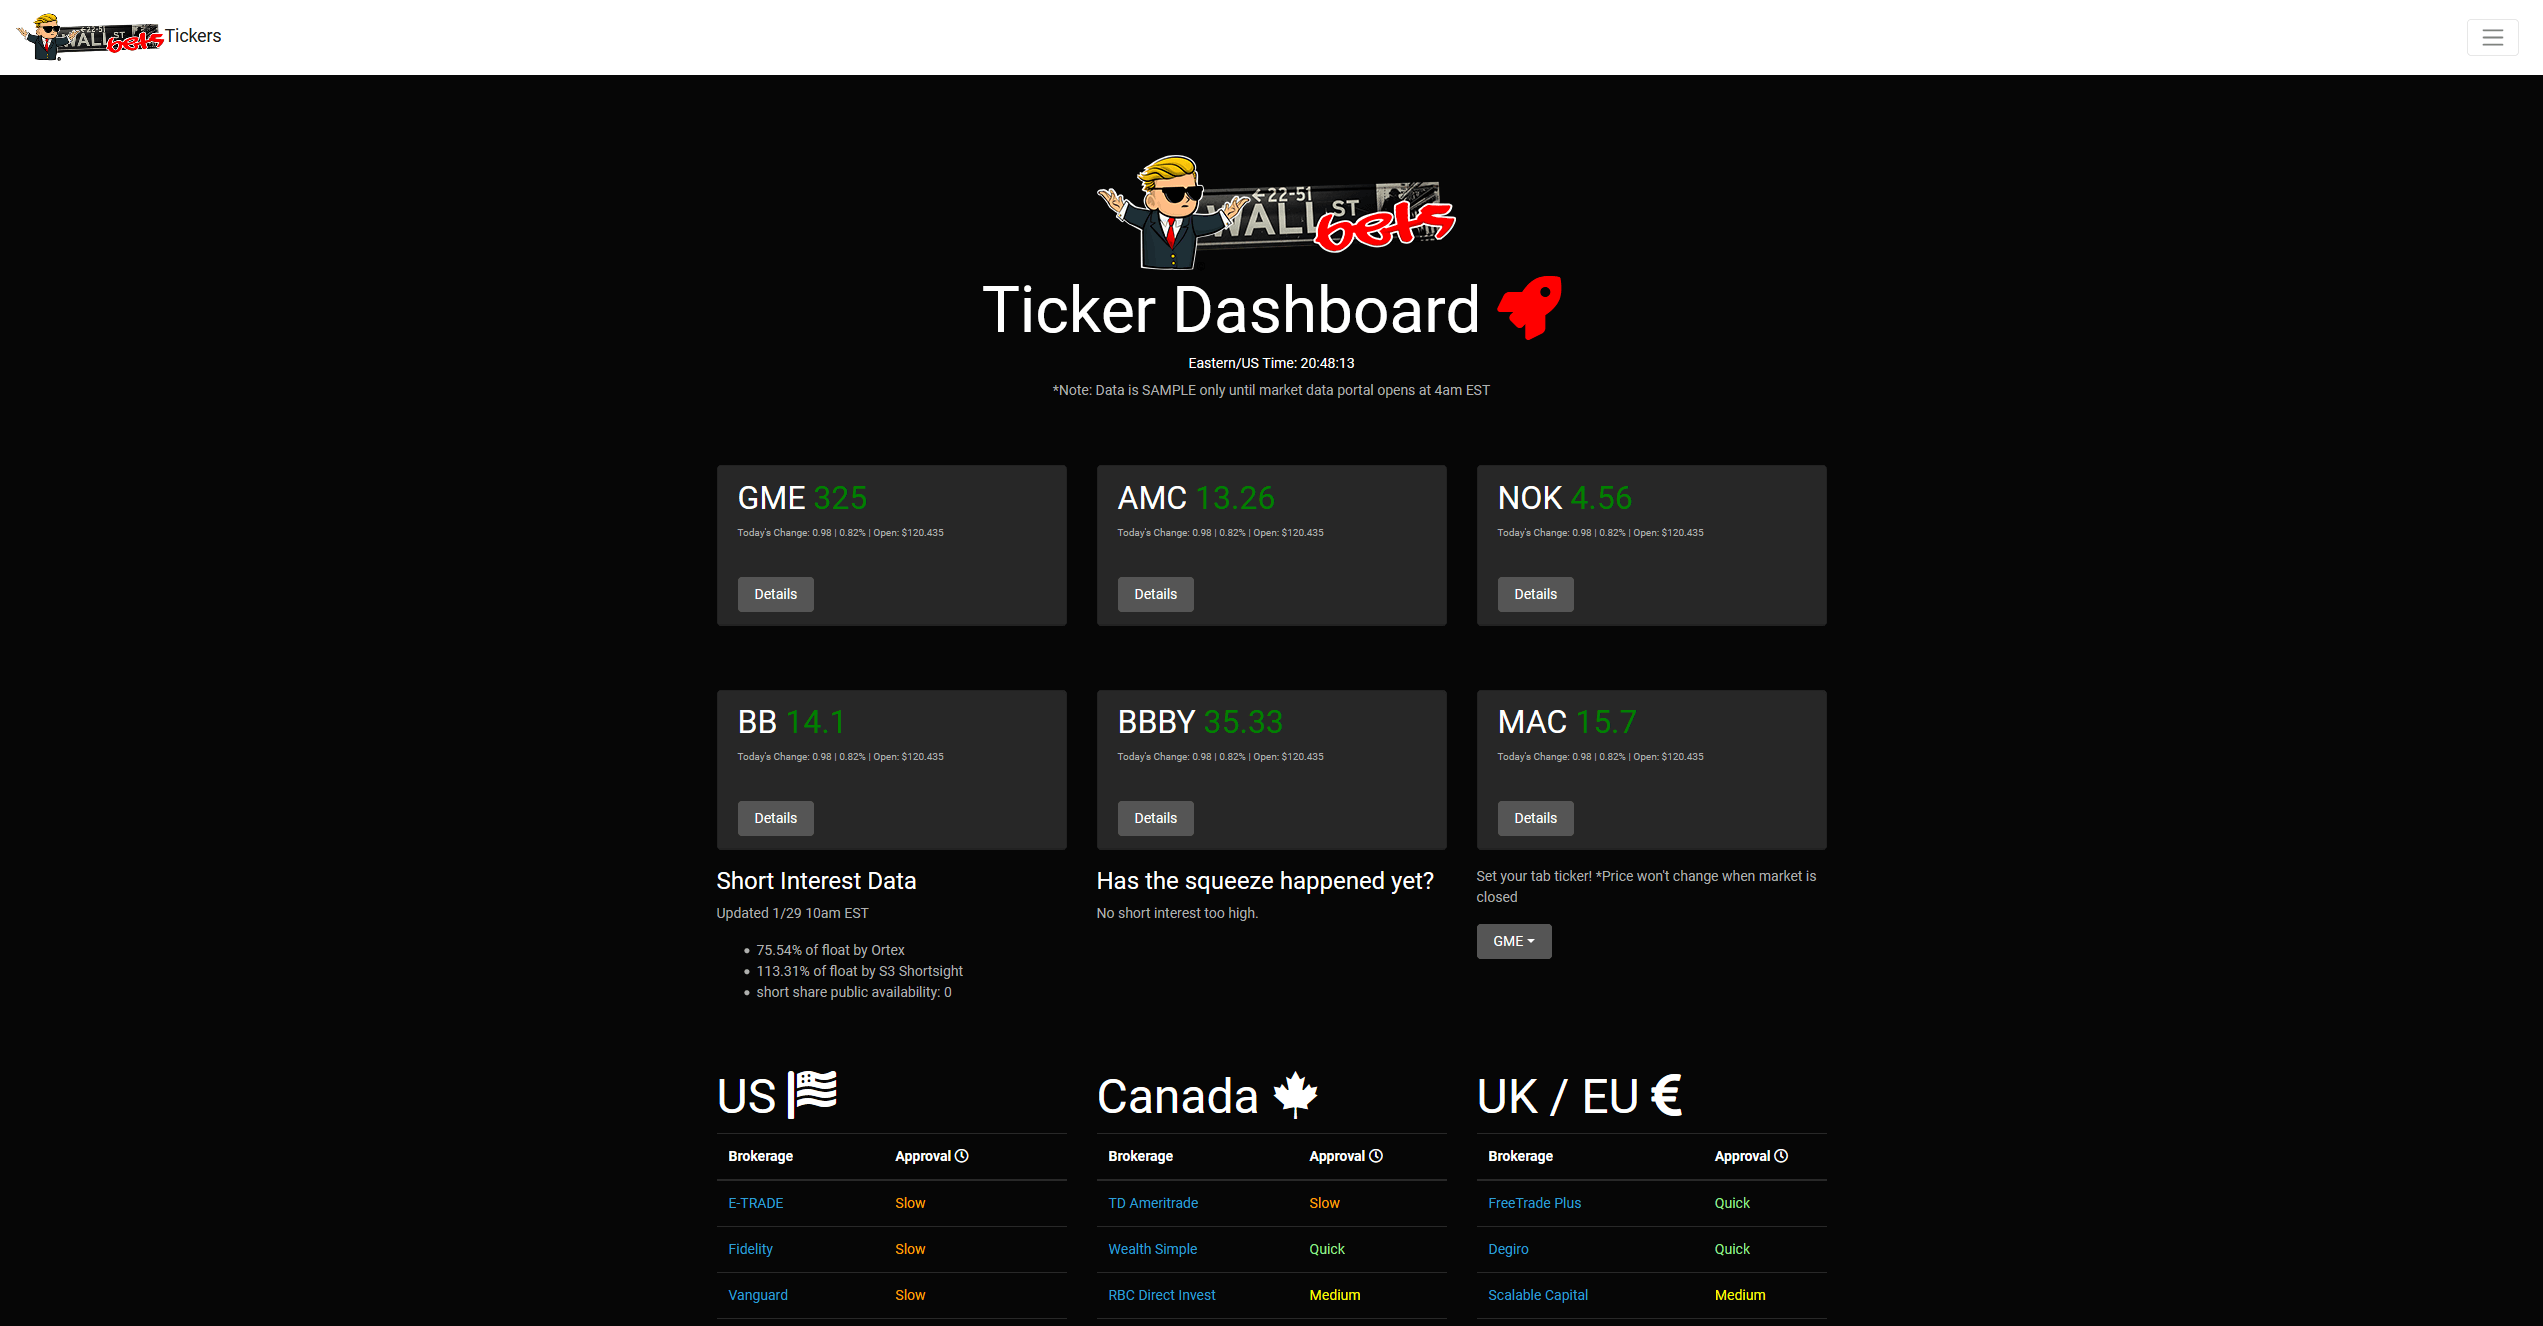 ←22-51
WALL ST
bets Tickers
←22-51
WALL ST
bets
Ticker Dashboard
Eastern/US Time: 20:48:13
*Note: Data is SAMPLE only until market data portal opens at 4am EST
GME 325
Today's Change: 0.98 | 0.82% | Open: $120.435
Details
AMC 13.26
Today's Change: 0.98 | 0.82% | Open: $120.435
Details
NOK 4.56
Today's Change: 0.98 | 0.82% | Open: $120.435
Details
BB 14.1
Today's Change: 0.98 | 0.82% | Open: $120.435
Details
BBBY 35.33
Today's Change: 0.98 | 0.82% | Open: $120.435
Details
MAC 15.7
Today's Change: 0.98 | 0.82% | Open: $120.435
Details
Short Interest Data
Updated 1/29 10am EST
• 75.54% of float by Ortex
• 113.31% of float by S3 Shortsight
• short share public availability: 0
Has the squeeze happened yet?
No short interest too high.
Set your tab ticker! *Price won't change when market is
closed
GME
US
Brokerage Approval
E-TRADE Slow
Fidelity Slow
Vanguard Slow
Canada
Brokerage Approval
TD Ameritrade Slow
Wealth Simple Quick
RBC Direct Invest Medium
UK / EU €
Brokerage Approval
FreeTrade Plus Quick
Degiro Quick
Scalable Capital Medium